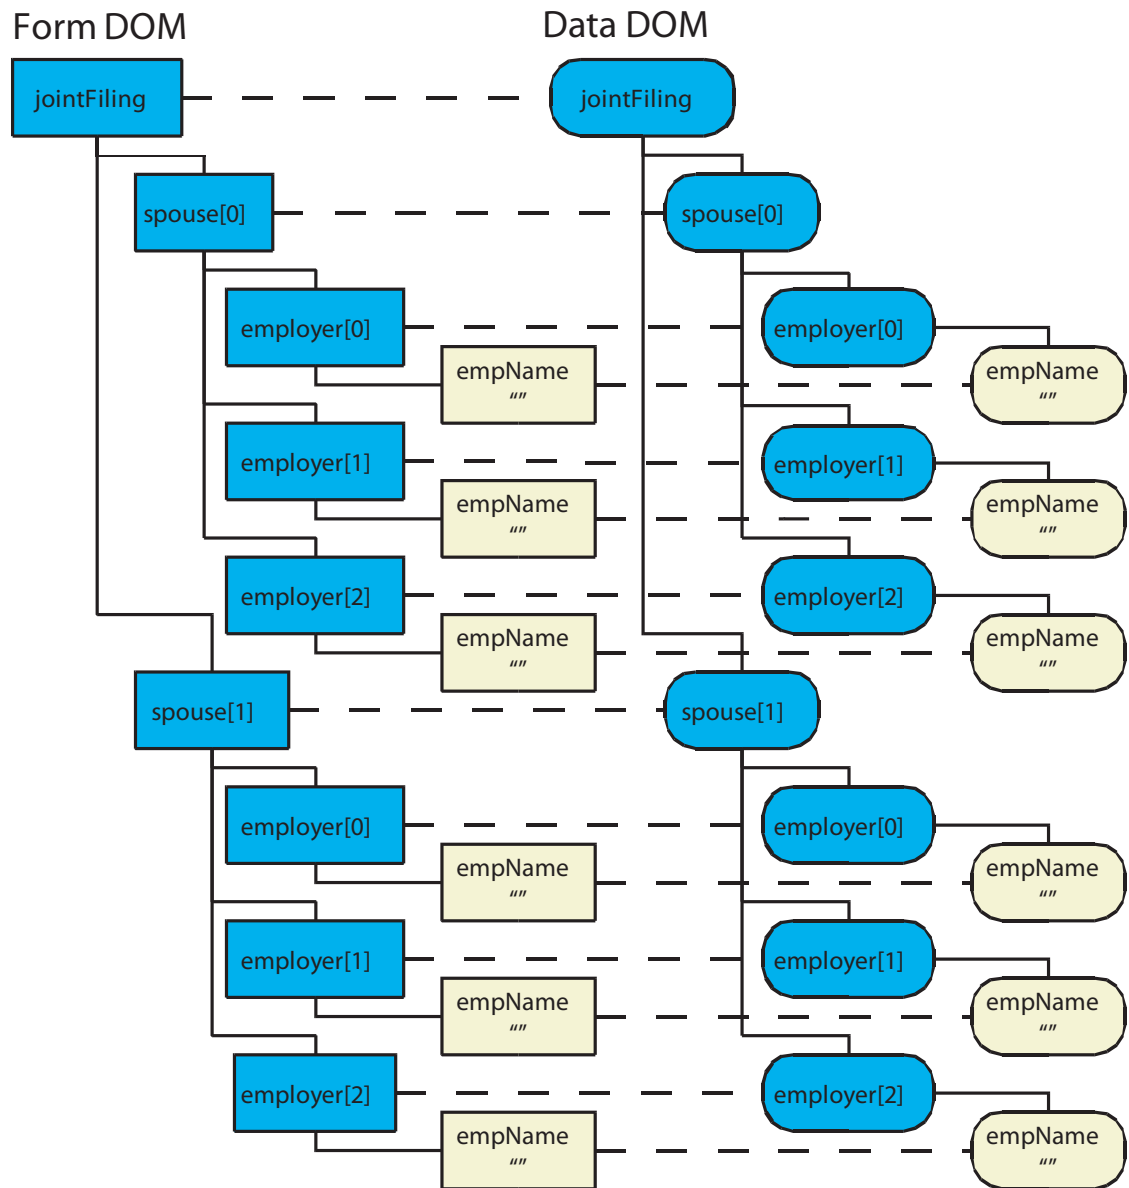 Form DOM
Data DOM
jointFiling
jointFiling
spouse[0]
spouse[0]
employer[0]
employer[0]
empName
“”
empName
“”
employer[1]
employer[1]
empName
“”
empName
“”
employer[2]
employer[2]
empName
“”
empName
“”
spouse[1]
spouse[1]
employer[0]
employer[0]
empName
“”
empName
“”
employer[1]
employer[1]
empName
“”
empName
“”
employer[2]
employer[2]
empName
“”
empName
“”